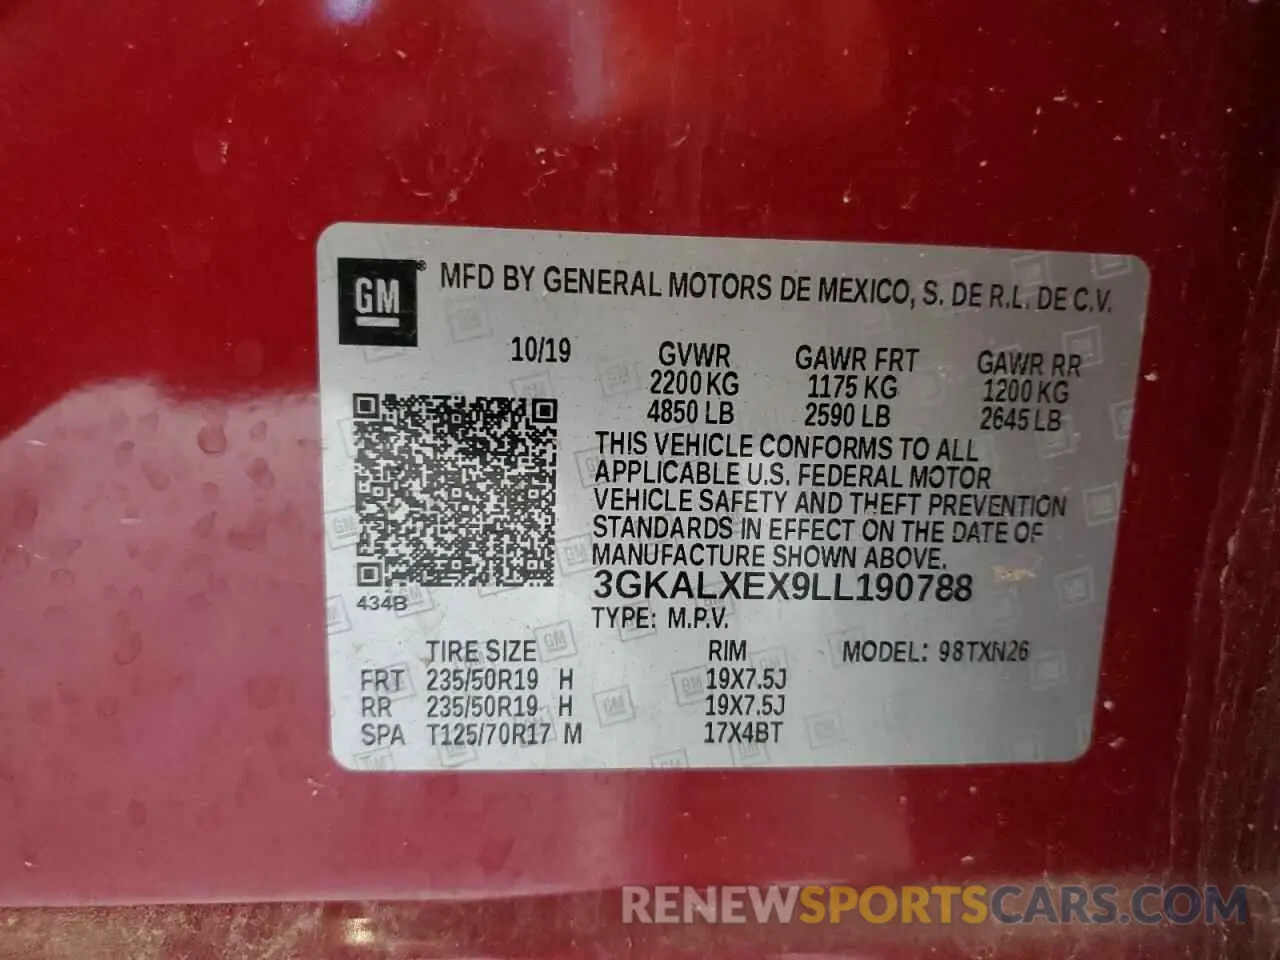 GM® MFD BY GENERAL MOTORS DE MEXICO, S. DE R.L. DE C.V.
10/19 GVWR GAWR FRT GAWR RR
2200 KG 1175 KG 1200 KG
4850 LB 2590 LB 2645 LB
THIS VEHICLE CONFORMS TO ALL
APPLICABLE U.S. FEDERAL MOTOR
VEHICLE SAFETY AND THEFT PREVENTION
STANDARDS IN EFFECT ON THE DATE OF
MANUFACTURE SHOWN ABOVE.
3GKALXEX9LL190788
434B
TYPE: M.P.V.
TIRE SIZE RIM MODEL: 98TXN26
FRT 235/50R19 H 19X7.5J
RR 235/50R19 H 19X7.5J
SPA T125/70R17 M 17X4BT
RENEWSPORTSCARS.COM